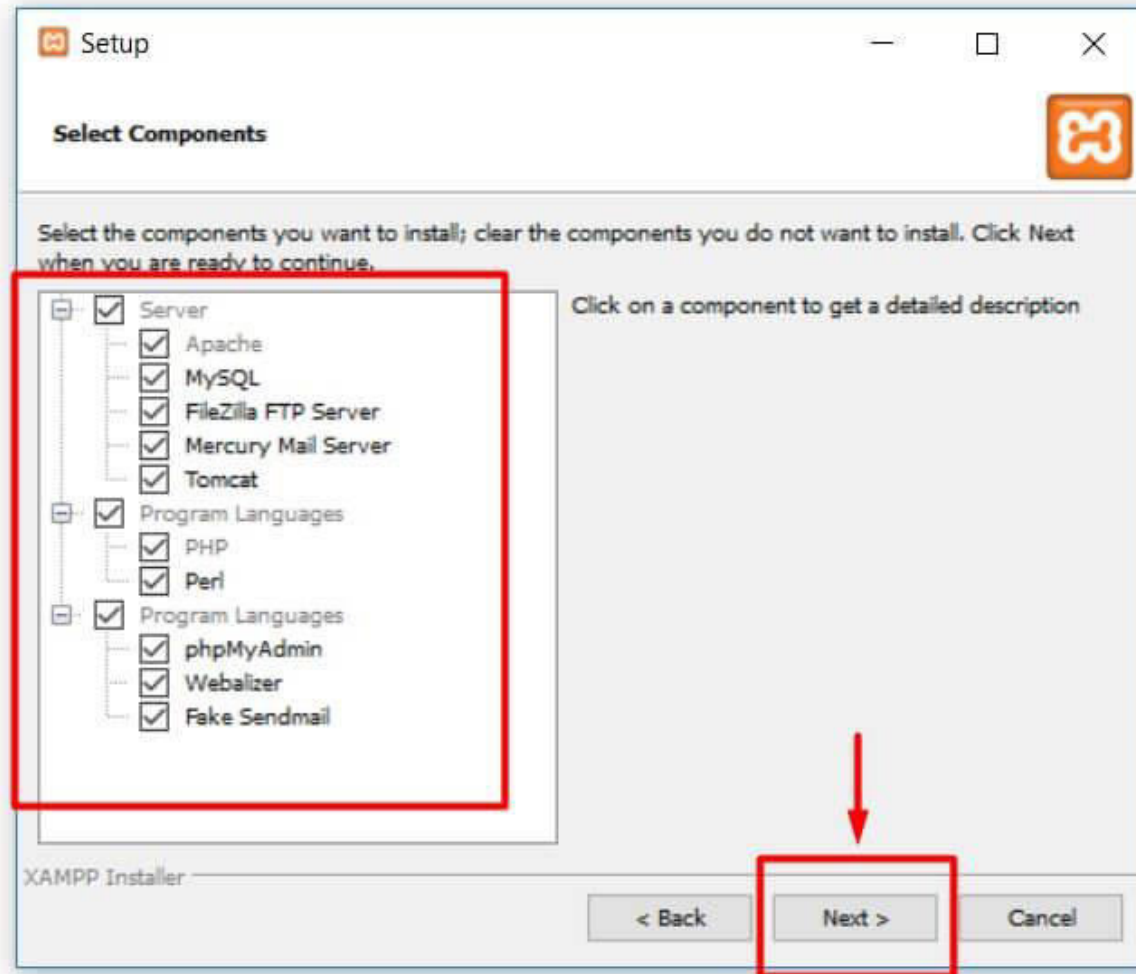 Setup
Select Components
Select the components you want to install; clear the components you do not want to install. Click Next
when you are ready to continue.
Server
Apache
MySQL
FileZilla FTP Server
Mercury Mail Server
Tomcat
Program Languages
PHP
Perl
Program Languages
phpMyAdmin
Webalizer
Fake Sendmail
Click on a component to get a detailed description
XAMPP Installer
< Back
Next >
Cancel